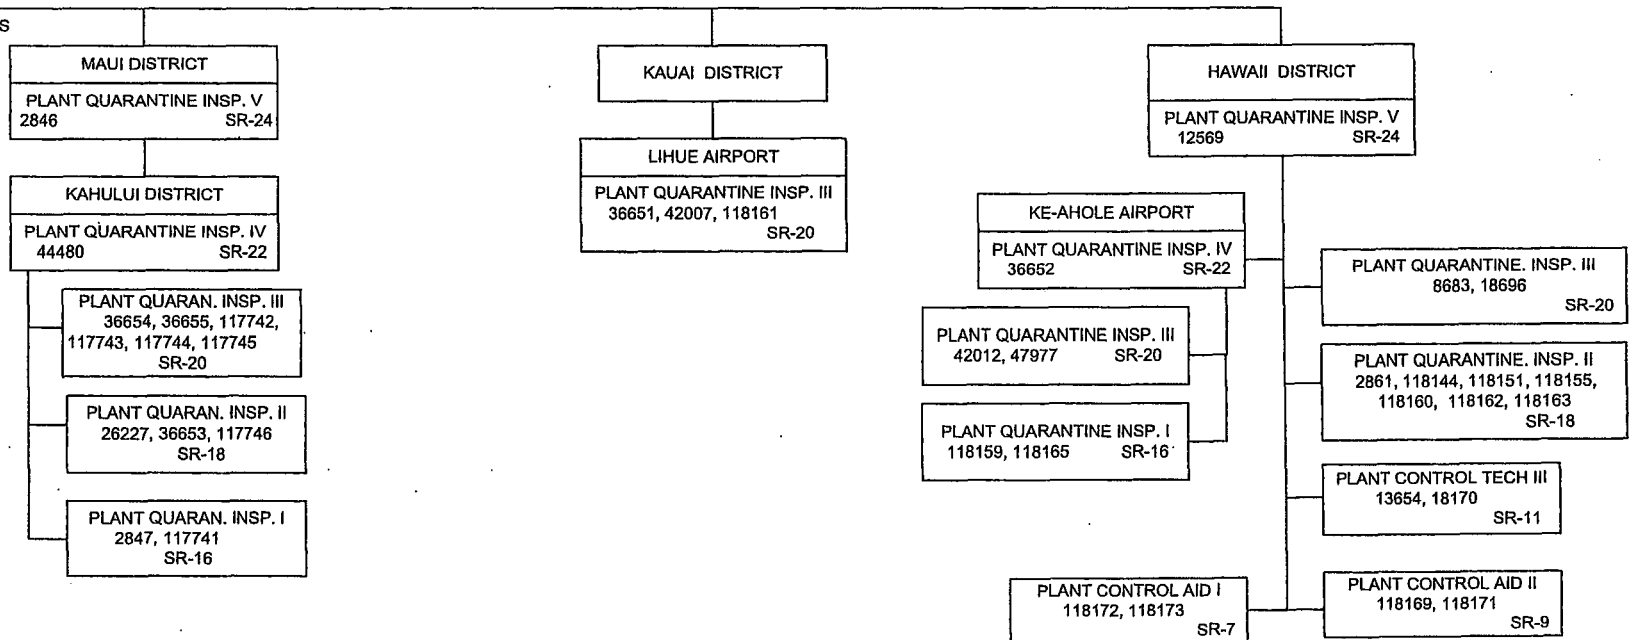 S
MAUI DISTRICT
PLANT QUARANTINE INSP. V
2846 SR-24
KAHULUI DISTRICT
PLANT QUARANTINE INSP. IV
44480 SR-22
PLANT QUARAN. INSP. III
36654, 36655, 117742,
117743, 117744, 117745
SR-20
PLANT QUARAN. INSP. II
26227, 36653, 117746
SR-18
PLANT QUARAN. INSP. I
2847, 117741
SR-16
KAUAI DISTRICT
LIHUE AIRPORT
PLANT QUARANTINE INSP. III
36651, 42007, 118161
SR-20
HAWAII DISTRICT
PLANT QUARANTINE INSP. V
12569 SR-24
KE-AHOLE AIRPORT
PLANT QUARANTINE INSP. IV
36652 SR-22
PLANT QUARANTINE INSP. III
42012, 47977 SR-20
PLANT QUARANTINE INSP. I
118159, 118165 SR-16
PLANT QUARANTINE. INSP. III
8683, 18696
SR-20
PLANT QUARANTINE. INSP. II
2861, 118144, 118151, 118155,
118160, 118162, 118163
SR-18
PLANT CONTROL TECH III
13654, 18170
SR-11
PLANT CONTROL AID I
118172, 118173
SR-7
PLANT CONTROL AID II
118169, 118171
SR-9